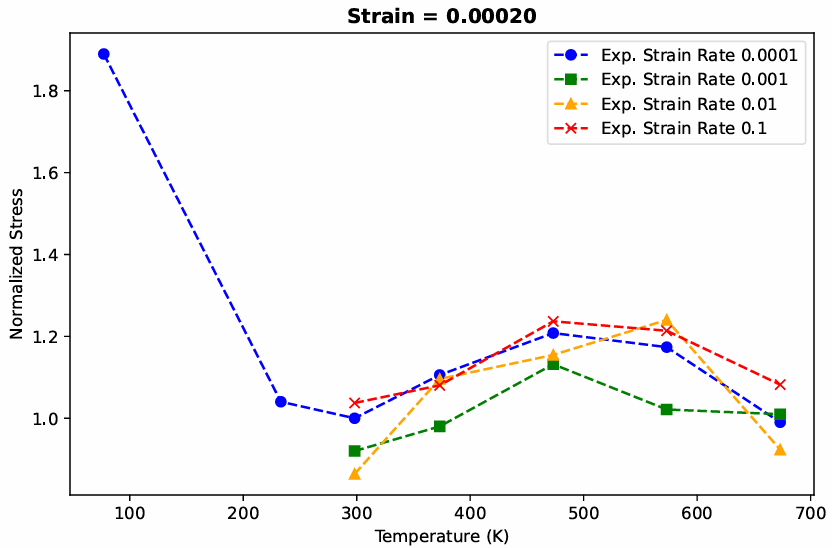 Strain = 0.00020
Exp. Strain Rate 0.0001
Exp. Strain Rate 0.001
Exp. Strain Rate 0.01
Exp. Strain Rate 0.1
Normalized Stress
1.8
1.6
1.4
1.2
1.0
100 200 300 400 500 600 700
Temperature (K)